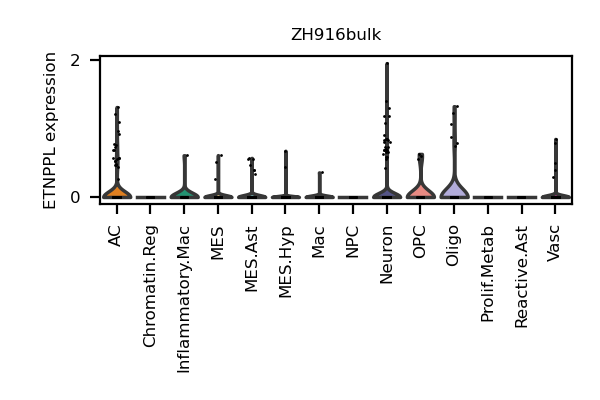 ZH916bulk
ETNPPL expression
2
0
AC
Chromatin.Reg
Inflammatory.Mac
MES
MES.Ast
MES.Hyp
Mac
NPC
Neuron
OPC
Oligo
Prolif.Metab
Reactive.Ast
Vasc